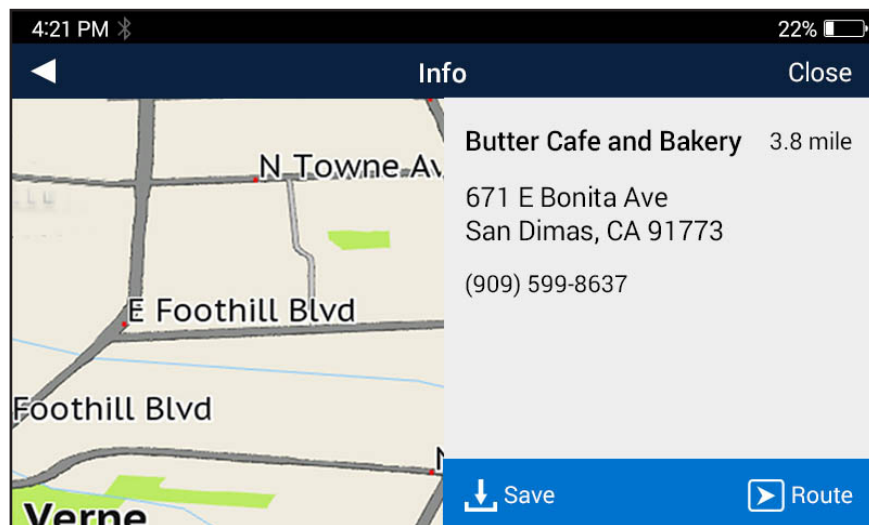 4:21 PM
22%
Info
Close
N Towne Av
E Foothill Blvd
Foothill Blvd
Verne
Butter Cafe and Bakery 3.8 mile
671 E Bonita Ave
San Dimas, CA 91773
(909) 599-8637
Save
Route